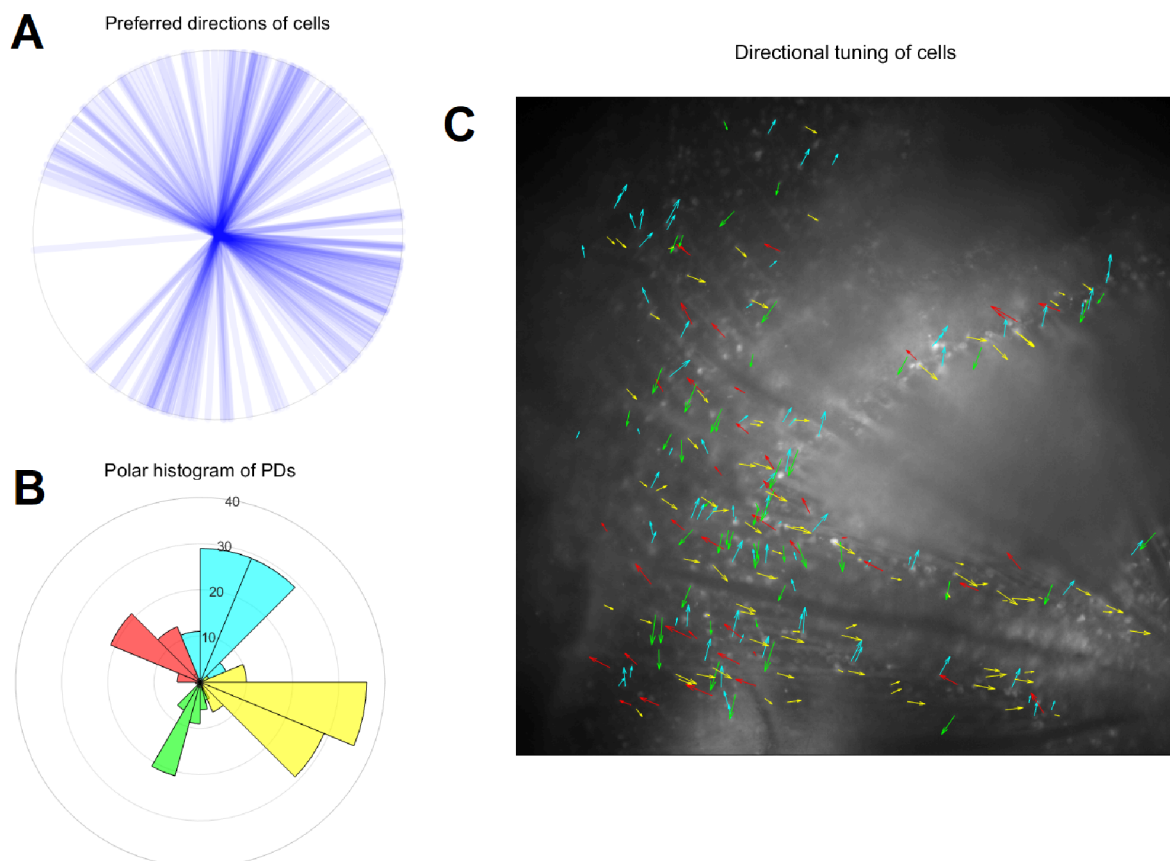 A
Preferred directions of cells
B
Polar histogram of PDs
40
30
20
10
C
Directional tuning of cells